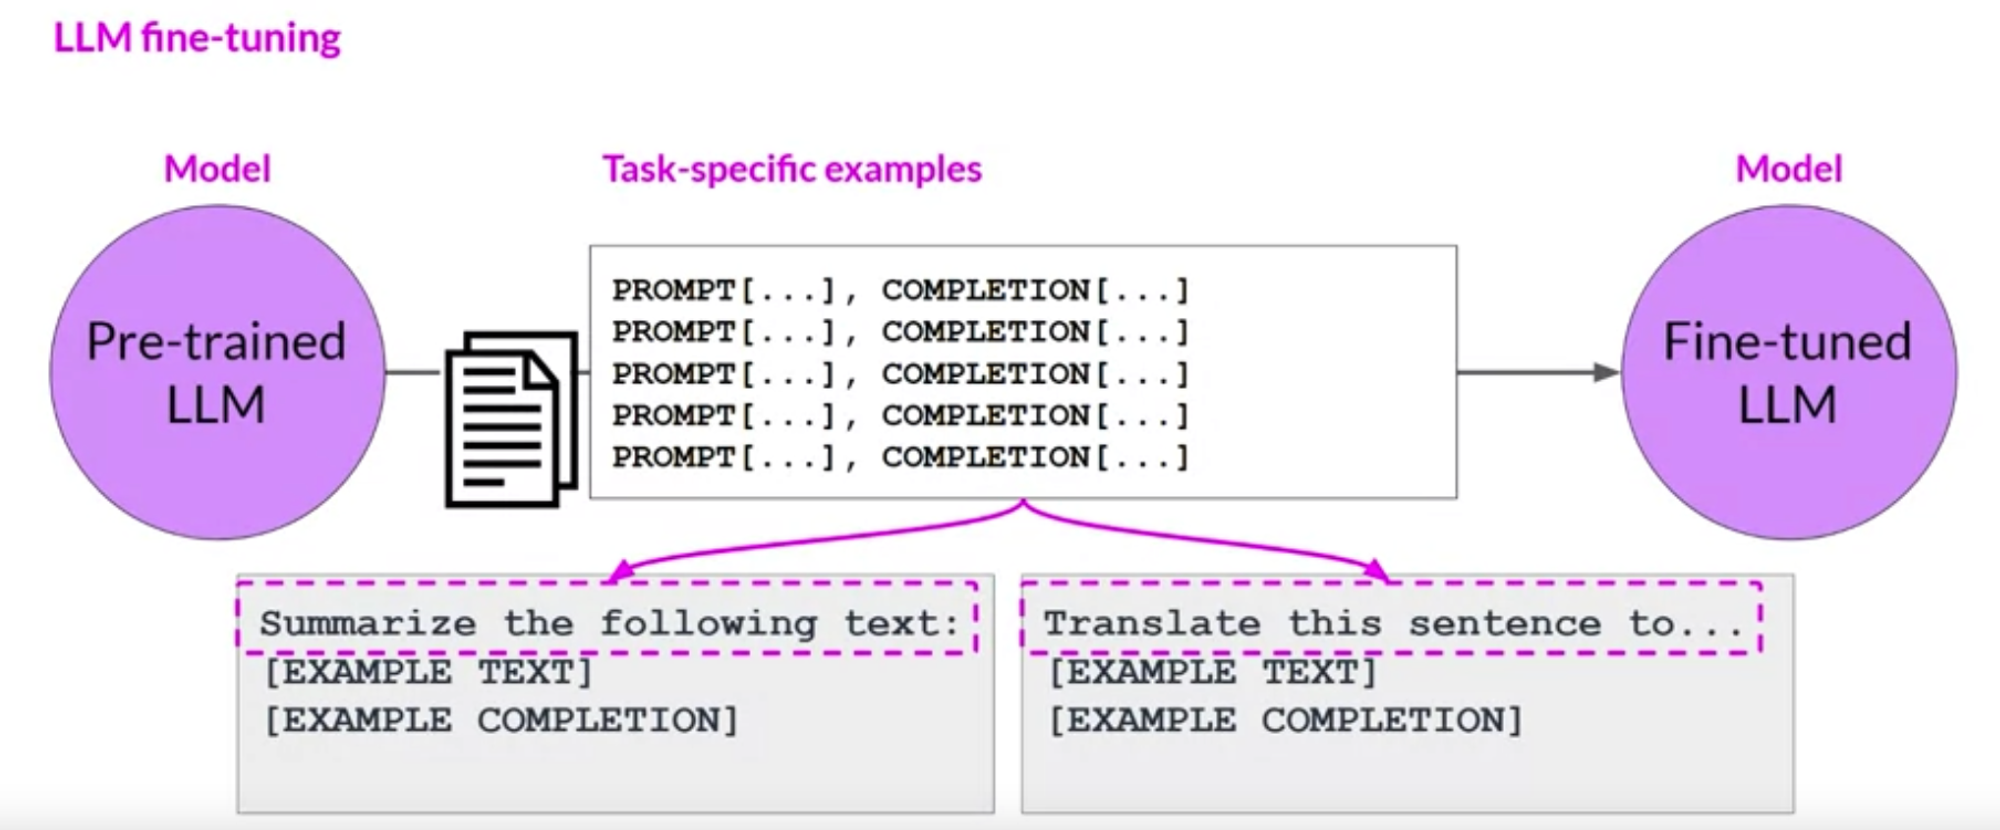 LLM fine-tuning
Model
Task-specific examples
Model
Pre-trained
LLM
PROMPT[...], COMPLETION[...]
PROMPT[...], COMPLETION[...]
PROMPT[...], COMPLETION[...]
PROMPT[...], COMPLETION[...]
PROMPT[...], COMPLETION[...]
Fine-tuned
LLM
Summarize the following text:
[EXAMPLE TEXT]
[EXAMPLE COMPLETION]
Translate this sentence to...
[EXAMPLE TEXT]
[EXAMPLE COMPLETION]